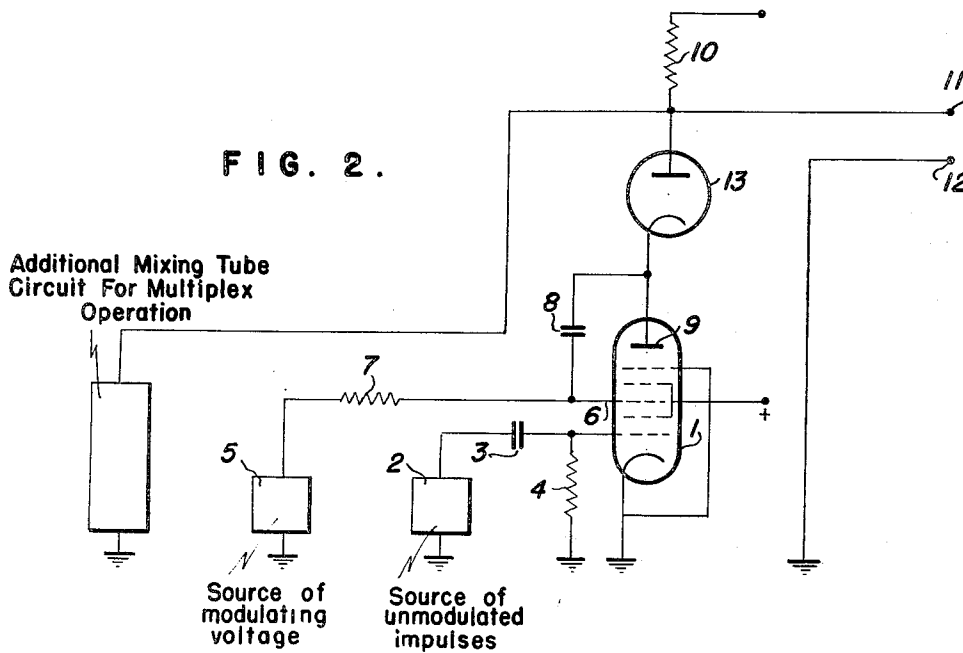 10
11
FIG. 2.
13
12
Additional Mixing Tube
Circuit For Multiplex
Operation
8
9
7
6
+
1
5
2
3
4
Source of
modulating
voltage
Source of
unmodulated
impulses